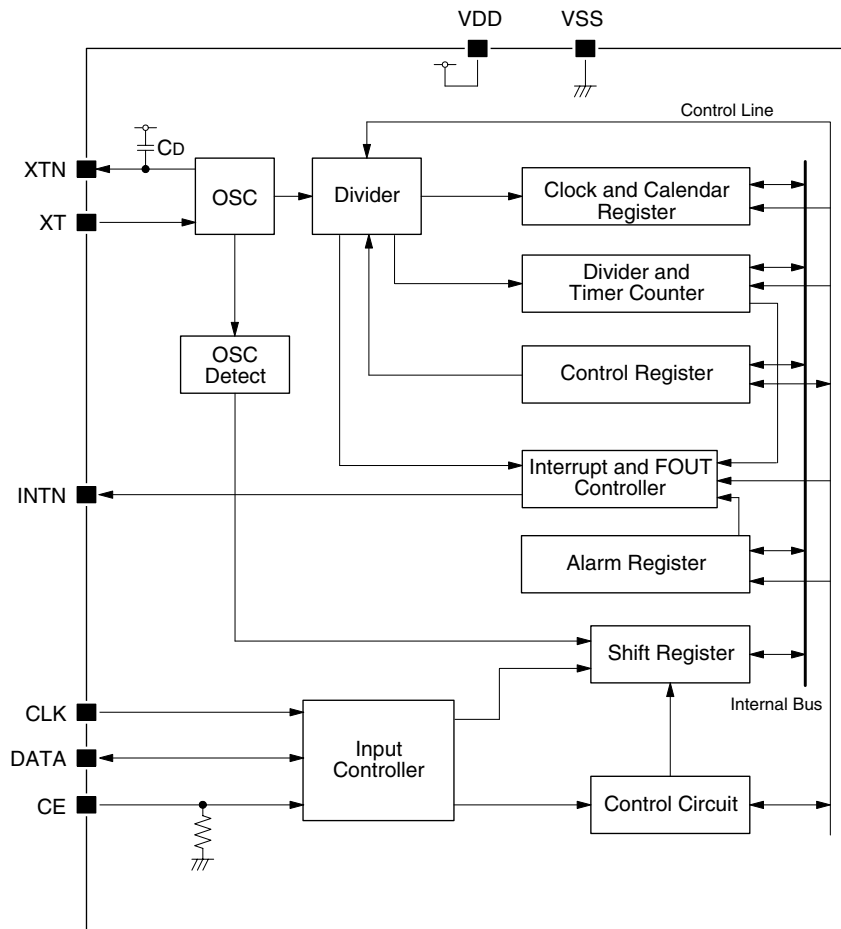 VDD
VSS
Control Line
CD
XTN
OSC
Divider
Clock and Calendar
Register
XT
Divider and
Timer Counter
OSC
Detect
Control Register
Interrupt and FOUT
Controller
INTN
Alarm Register
Shift Register
Internal Bus
CLK
DATA
Input
Controller
CE
Control Circuit